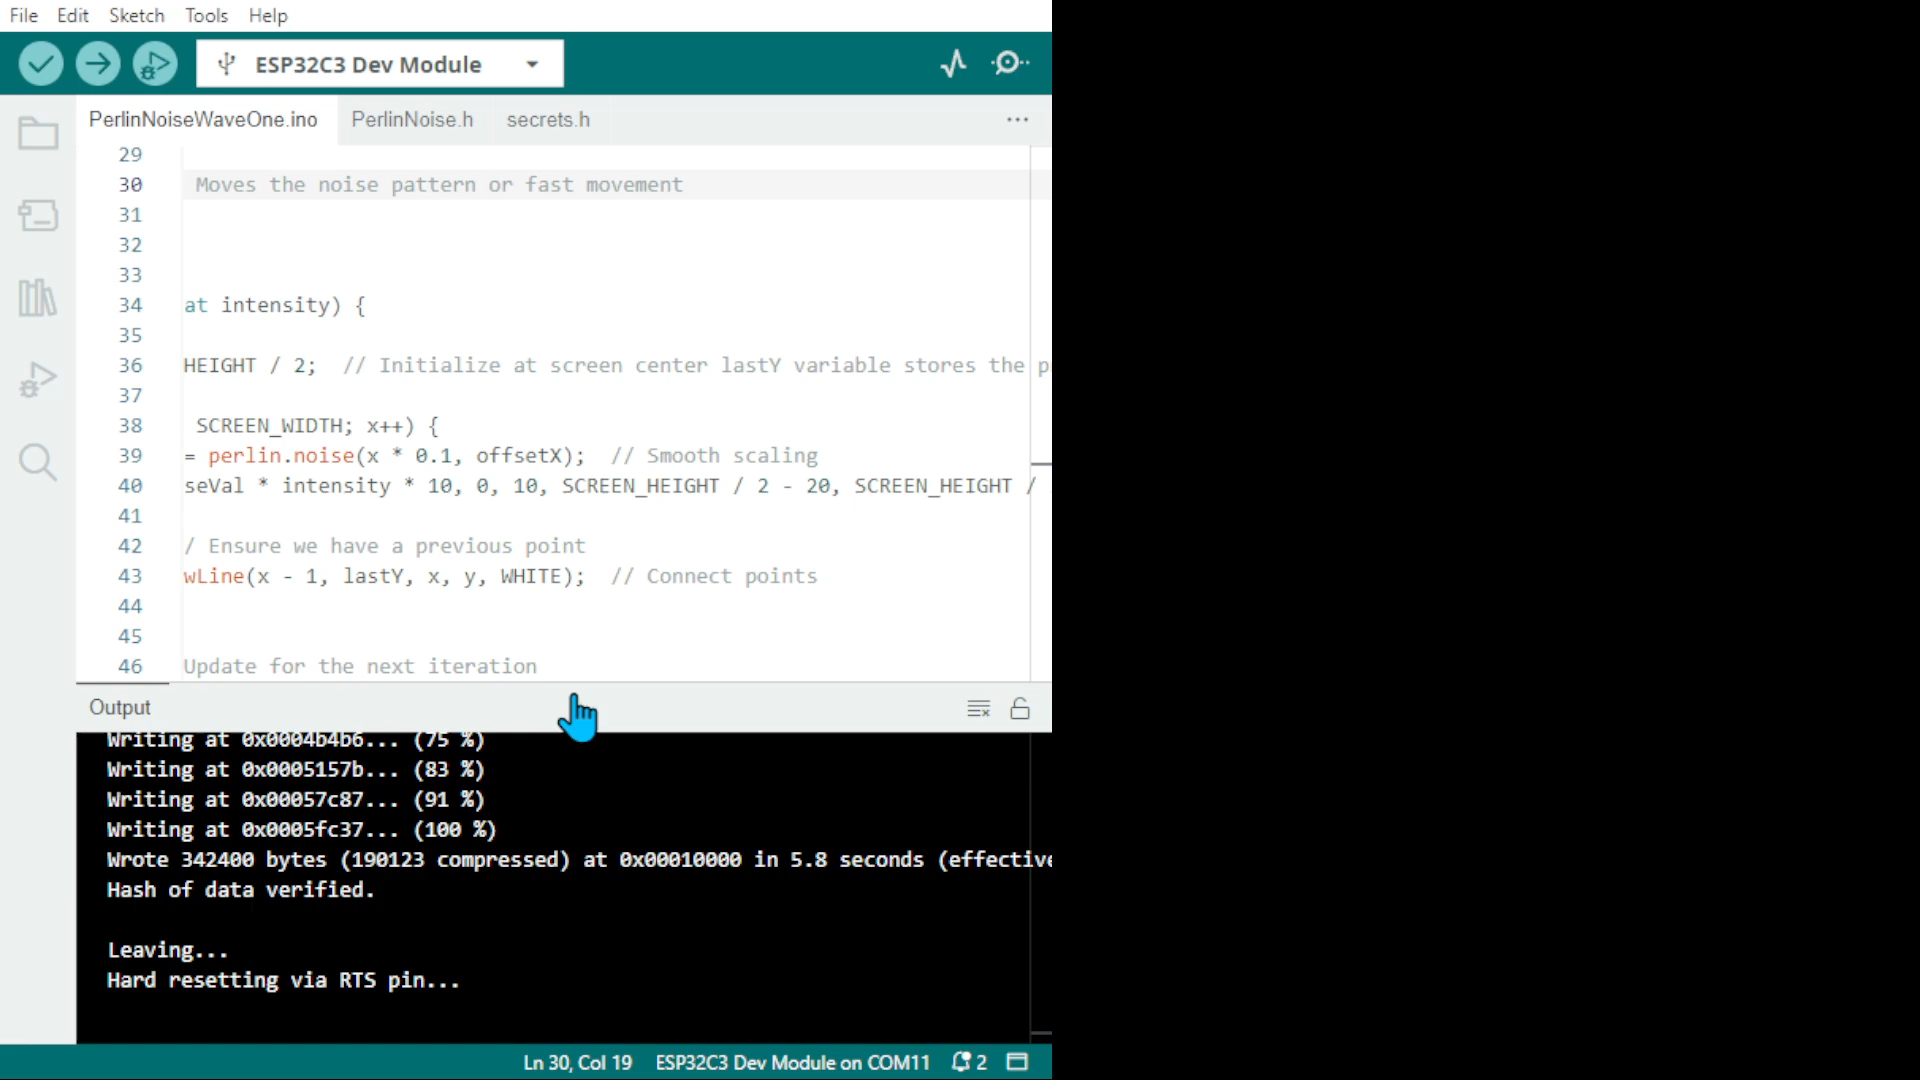 File Edit Sketch Tools Help
ESP32C3 Dev Module
PerlinNoiseWaveOne.ino PerlinNoise.h secrets.h
29
30 Moves the noise pattern or fast movement
31
32
33
34 at intensity) {
35
36 HEIGHT / 2; // Initialize at screen center lastY variable stores the p
37
38 SCREEN_WIDTH; x++) {
39 = perlin.noise(x * 0.1, offsetX); // Smooth scaling
40 seVal * intensity * 10, 0, 10, SCREEN_HEIGHT / 2 - 20, SCREEN_HEIGHT /
41
42 / Ensure we have a previous point
43 wLine(x - 1, lastY, x, y, WHITE); // Connect points
44
45
46 Update for the next iteration
Output
Writing at 0x0004b4b6... (75 %)
Writing at 0x0005157b... (83 %)
Writing at 0x00057c87... (91 %)
Writing at 0x0005fc37... (100 %)
Wrote 342400 bytes (190123 compressed) at 0x00010000 in 5.8 seconds (effective
Hash of data verified.
Leaving...
Hard resetting via RTS pin...
Ln 30, Col 19 ESP32C3 Dev Module on COM11 2